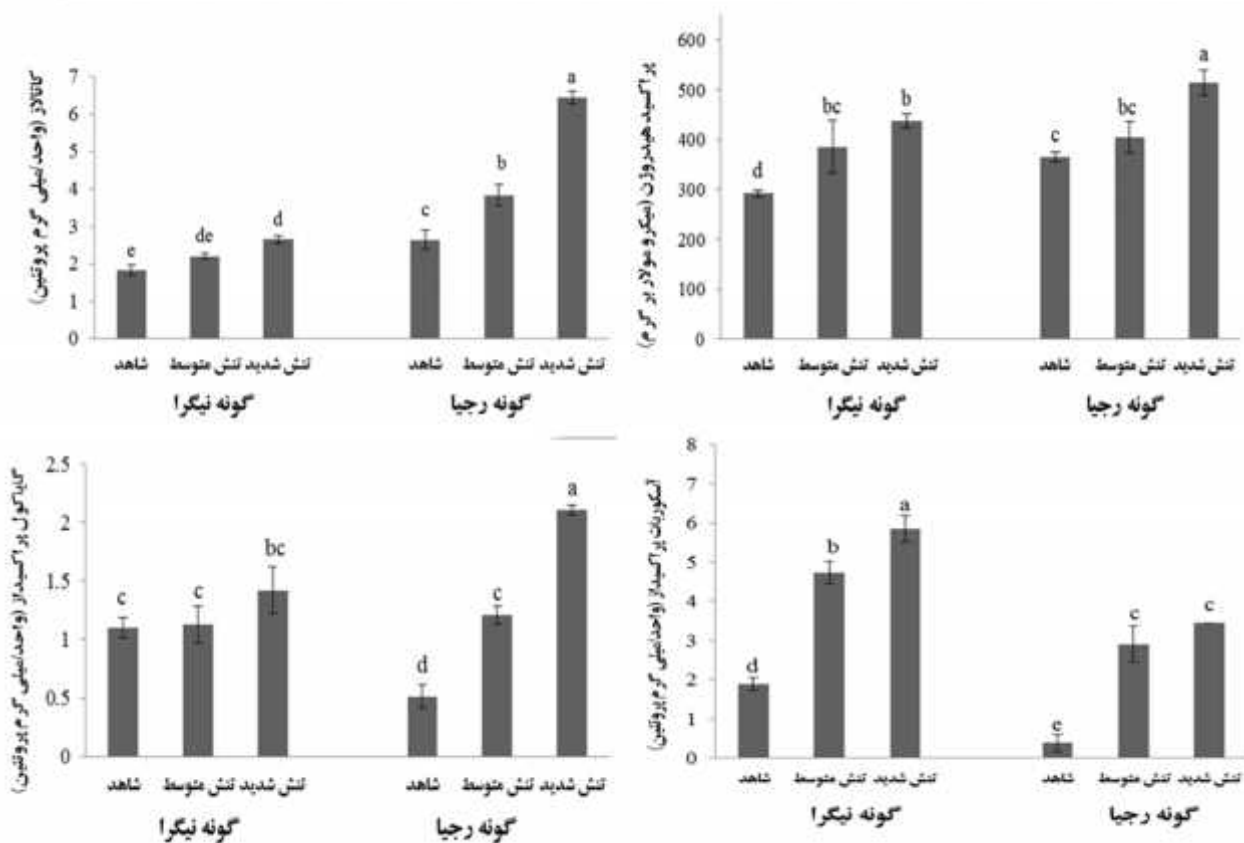 کاتالاز (واحد/میلی گرم پروتئین)
7
6
5
4
3
2
1
0
e
de
d
c
b
a
شاهد
تنش متوسط
تنش شدید
شاهد
تنش متوسط
تنش شدید
گونه نیگرا
گونه رجیا
پراکسید هیدروژن (میکرو مولار بر گرم)
600
500
400
300
200
100
0
d
bc
b
c
bc
a
شاهد
تنش متوسط
تنش شدید
شاهد
تنش متوسط
تنش شدید
گونه نیگرا
گونه رجیا
گایاکول پراکسیداز (واحد/میلی گرم پروتئین)
2.5
2
1.5
1
0.5
0
c
c
bc
d
c
a
شاهد
تنش متوسط
تنش شدید
شاهد
تنش متوسط
تنش شدید
گونه نیگرا
گونه رجیا
آسکوربات پراکسیداز (واحد/میلی گرم پروتئین)
8
7
6
5
4
3
2
1
0
d
b
a
e
c
c
شاهد
تنش متوسط
تنش شدید
شاهد
تنش متوسط
تنش شدید
گونه نیگرا
گونه رجیا